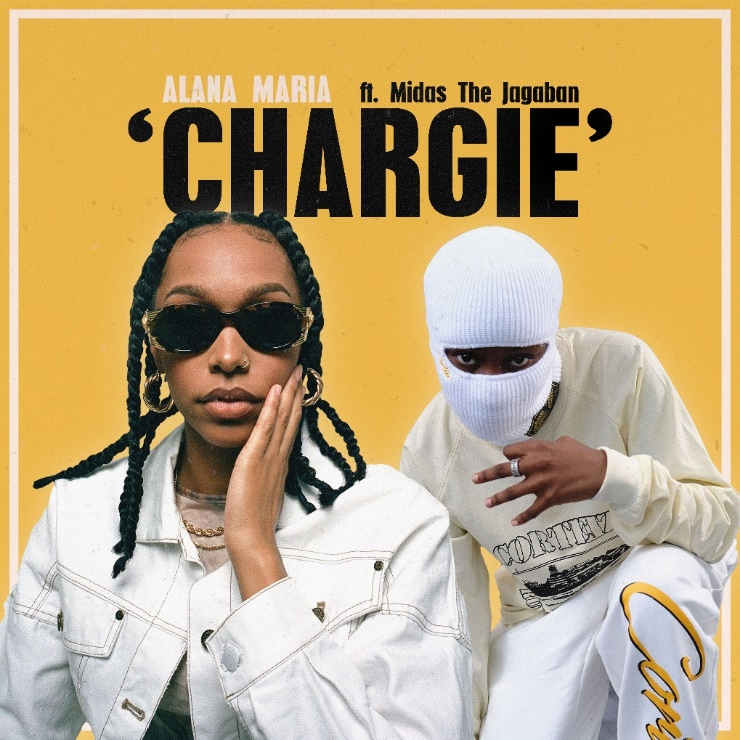 ALANA MARIA ft. Midas The Jagaban
‘CHARGIE’
CORTEIZ